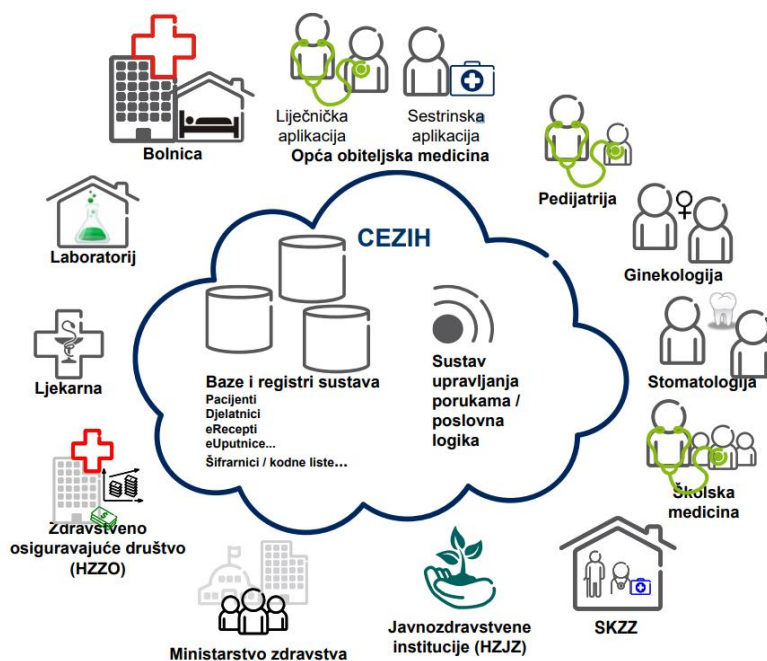 Bolnica
Liječnička
aplikacija
Sestrinska
aplikacija
Opća obiteljska medicina
Pedijatrija
Ginekologija
Stomatologija
Školska
medicina
SKZZ
Javnozdravstvene
institucije (HZJZ)
Ministarstvo zdravstva
Zdravstveno
osiguravajuće društvo
(HZZO)
Ljekarna
Laboratorij
CEZIH
Baze i registri sustava
Pacijenti
Djelatnici
eRecepti
eUputnice...
Šifrarnici / kodne liste...
Sustav
upravljanja
porukama /
poslovna
logika